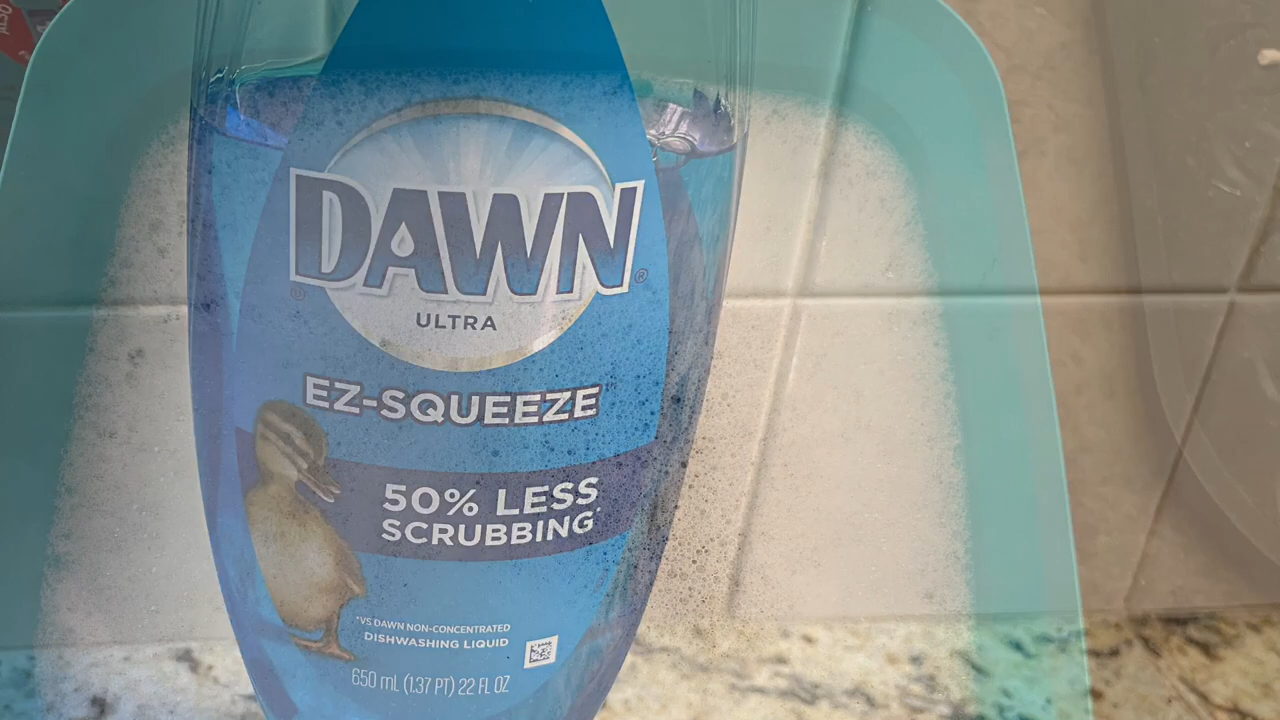 DAWN®
ULTRA
EZ-SQUEEZE
50% LESS
SCRUBBING*
*VS DAWN NON-CONCENTRATED
DISHWASHING LIQUID
650 mL (1.37 PT) 22 FL OZ